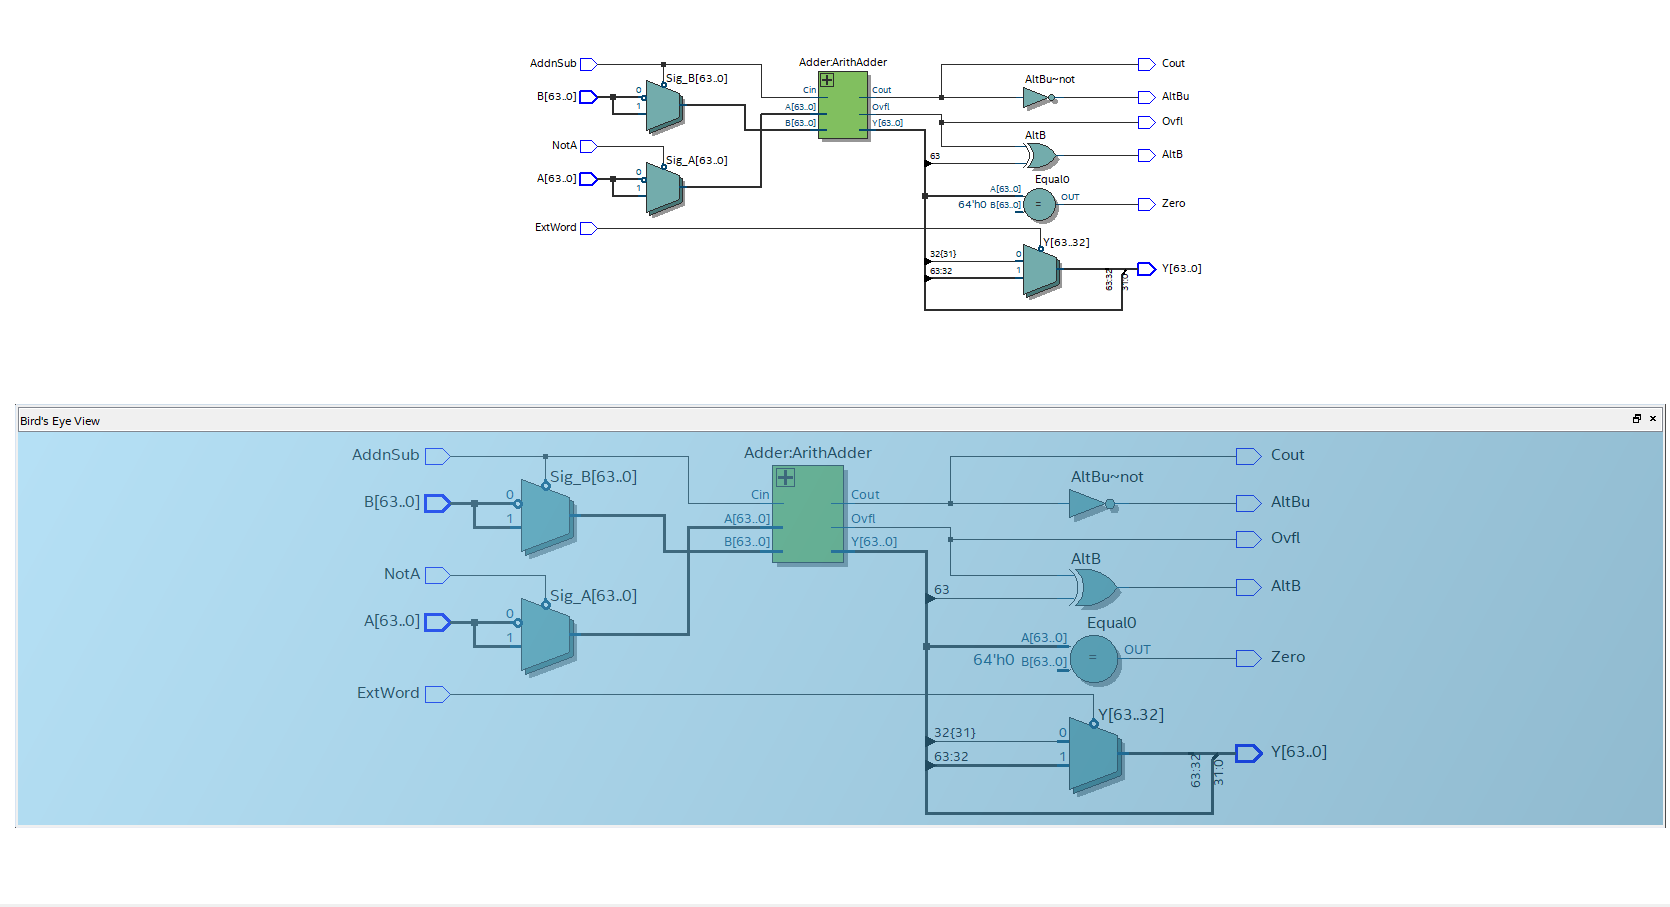 AddnSub
Adder:ArithAdder
Cout
Sig_B[63..0]
AltBu~not
B[63..0]
0
1
Cin
A[63..0]
B[63..0]
Cout
Ovfl
Y[63..0]
AltBu
Ovfl
NotA
Sig_A[63..0]
AltB
63
AltB
A[63..0]
0
1
Equal0
A[63..0]
64'h0 B[63..0]
=
OUT
Zero
ExtWord
Y[63..32]
32{31}
63:32
0
1
63:32
31:0
Y[63..0]
Bird's Eye View
AddnSub
Adder:ArithAdder
Cout
Sig_B[63..0]
AltBu~not
B[63..0]
0
1
Cin
A[63..0]
B[63..0]
Cout
Ovfl
Y[63..0]
AltBu
Ovfl
NotA
Sig_A[63..0]
AltB
63
AltB
A[63..0]
0
1
Equal0
A[63..0]
64'h0 B[63..0]
=
OUT
Zero
ExtWord
Y[63..32]
32{31}
63:32
0
1
63:32
31:0
Y[63..0]